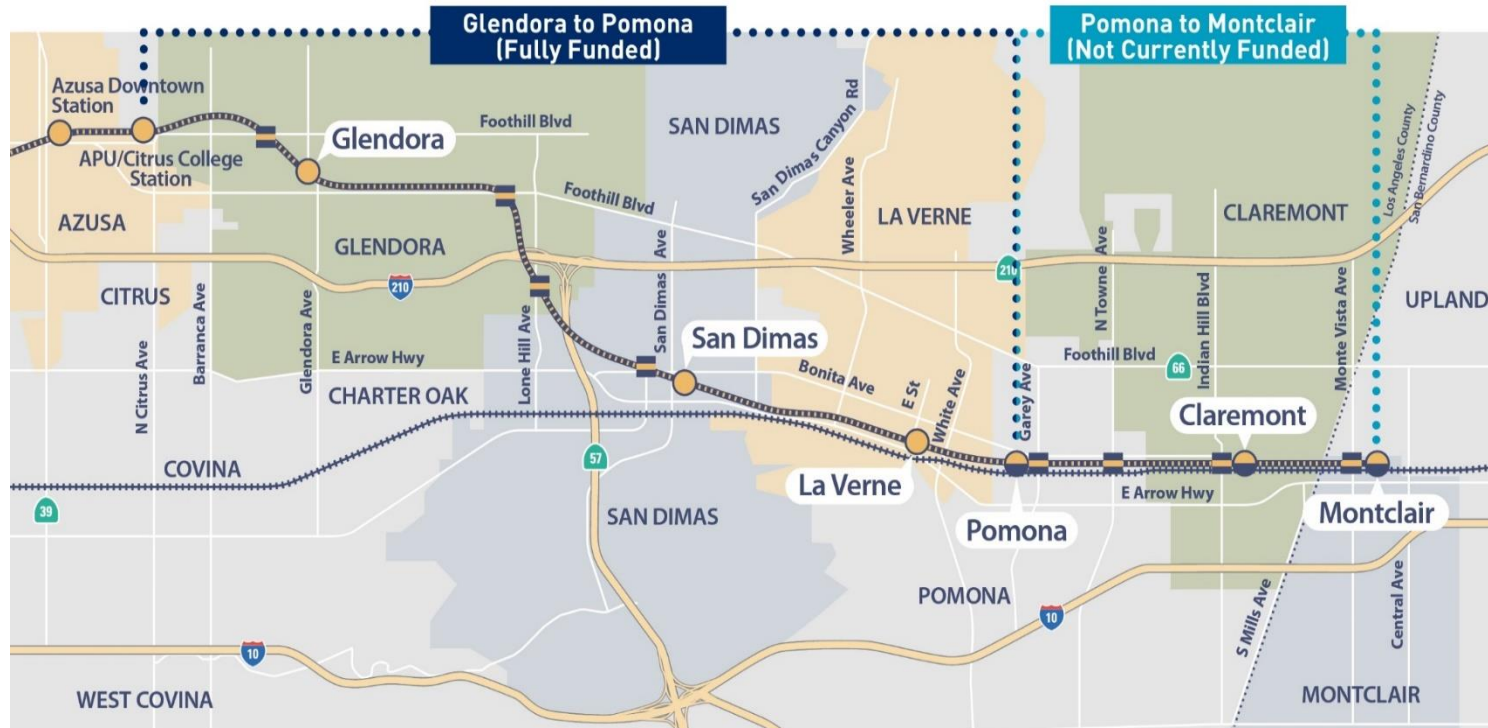 Glendora to Pomona
(Fully Funded)
Pomona to Montclair
(Not Currently Funded)
Azusa Downtown
Station
APU/Citrus College
Station
Glendora
Foothill Blvd
Foothill Blvd
SAN DIMAS
San Dimas Canyon Rd
Wheeler Ave
LA VERNE
CLAREMONT
Los Angeles County
San Bernardino County
AZUSA
GLENDORA
210
210
CITRUS
N Citrus Ave
Barranca Ave
Glendora Ave
Lone Hill Ave
San Dimas Ave
N Towne Ave
Indian Hill Blvd
Monte Vista Ave
UPLAND
E Arrow Hwy
CHARTER OAK
San Dimas
Bonita Ave
E St
White Ave
Garey Ave
Foothill Blvd
66
Claremont
COVINA
57
La Verne
E Arrow Hwy
39
SAN DIMAS
Pomona
Montclair
POMONA
10
10
S Mills Ave
Central Ave
WEST COVINA
MONTCLAIR